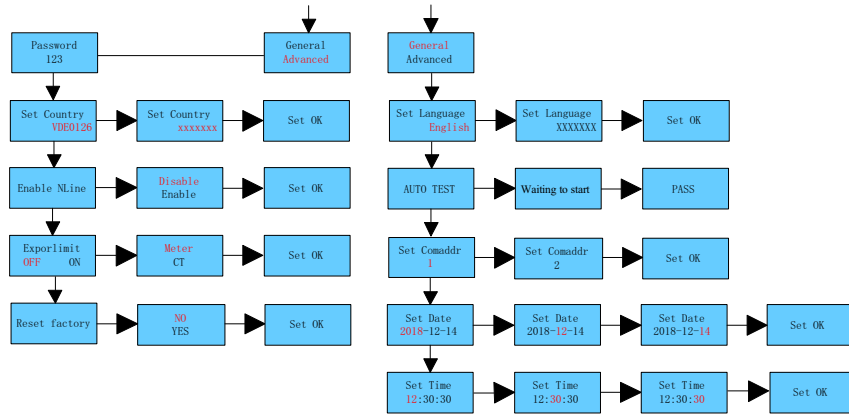 Password
123
General
Advanced
Set Country
VDE0126
Set Country
xxxxxxx
Set OK
Enable NLine
Disable
Enable
Set OK
Exporlimit
OFF ON
Meter
CT
Set OK
Reset factory
NO
YES
Set OK
General
Advanced
Set Language
English
Set Language
XXXXXXX
Set OK
AUTO TEST
Waiting to start
PASS
Set Comaddr
1
Set Comaddr
2
Set OK
Set Date
2018-12-14
Set Date
2018-12-14
Set Date
2018-12-14
Set OK
Set Time
12:30:30
Set Time
12:30:30
Set Time
12:30:30
Set OK